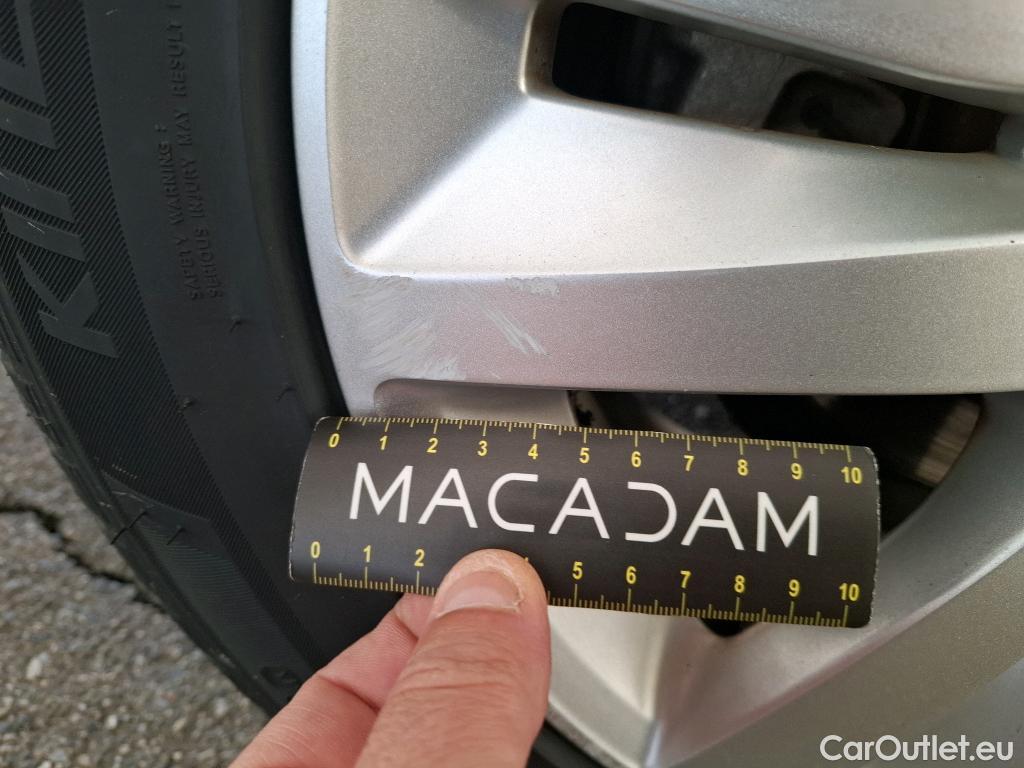 SAFETY WARNING
SERIOUS INJURY MAY RESULT
0 1 2 3 4 5 6 7 8 9 10
MACADAM
0 1 2 5 6 7 8 9 10
CarOutlet.eu